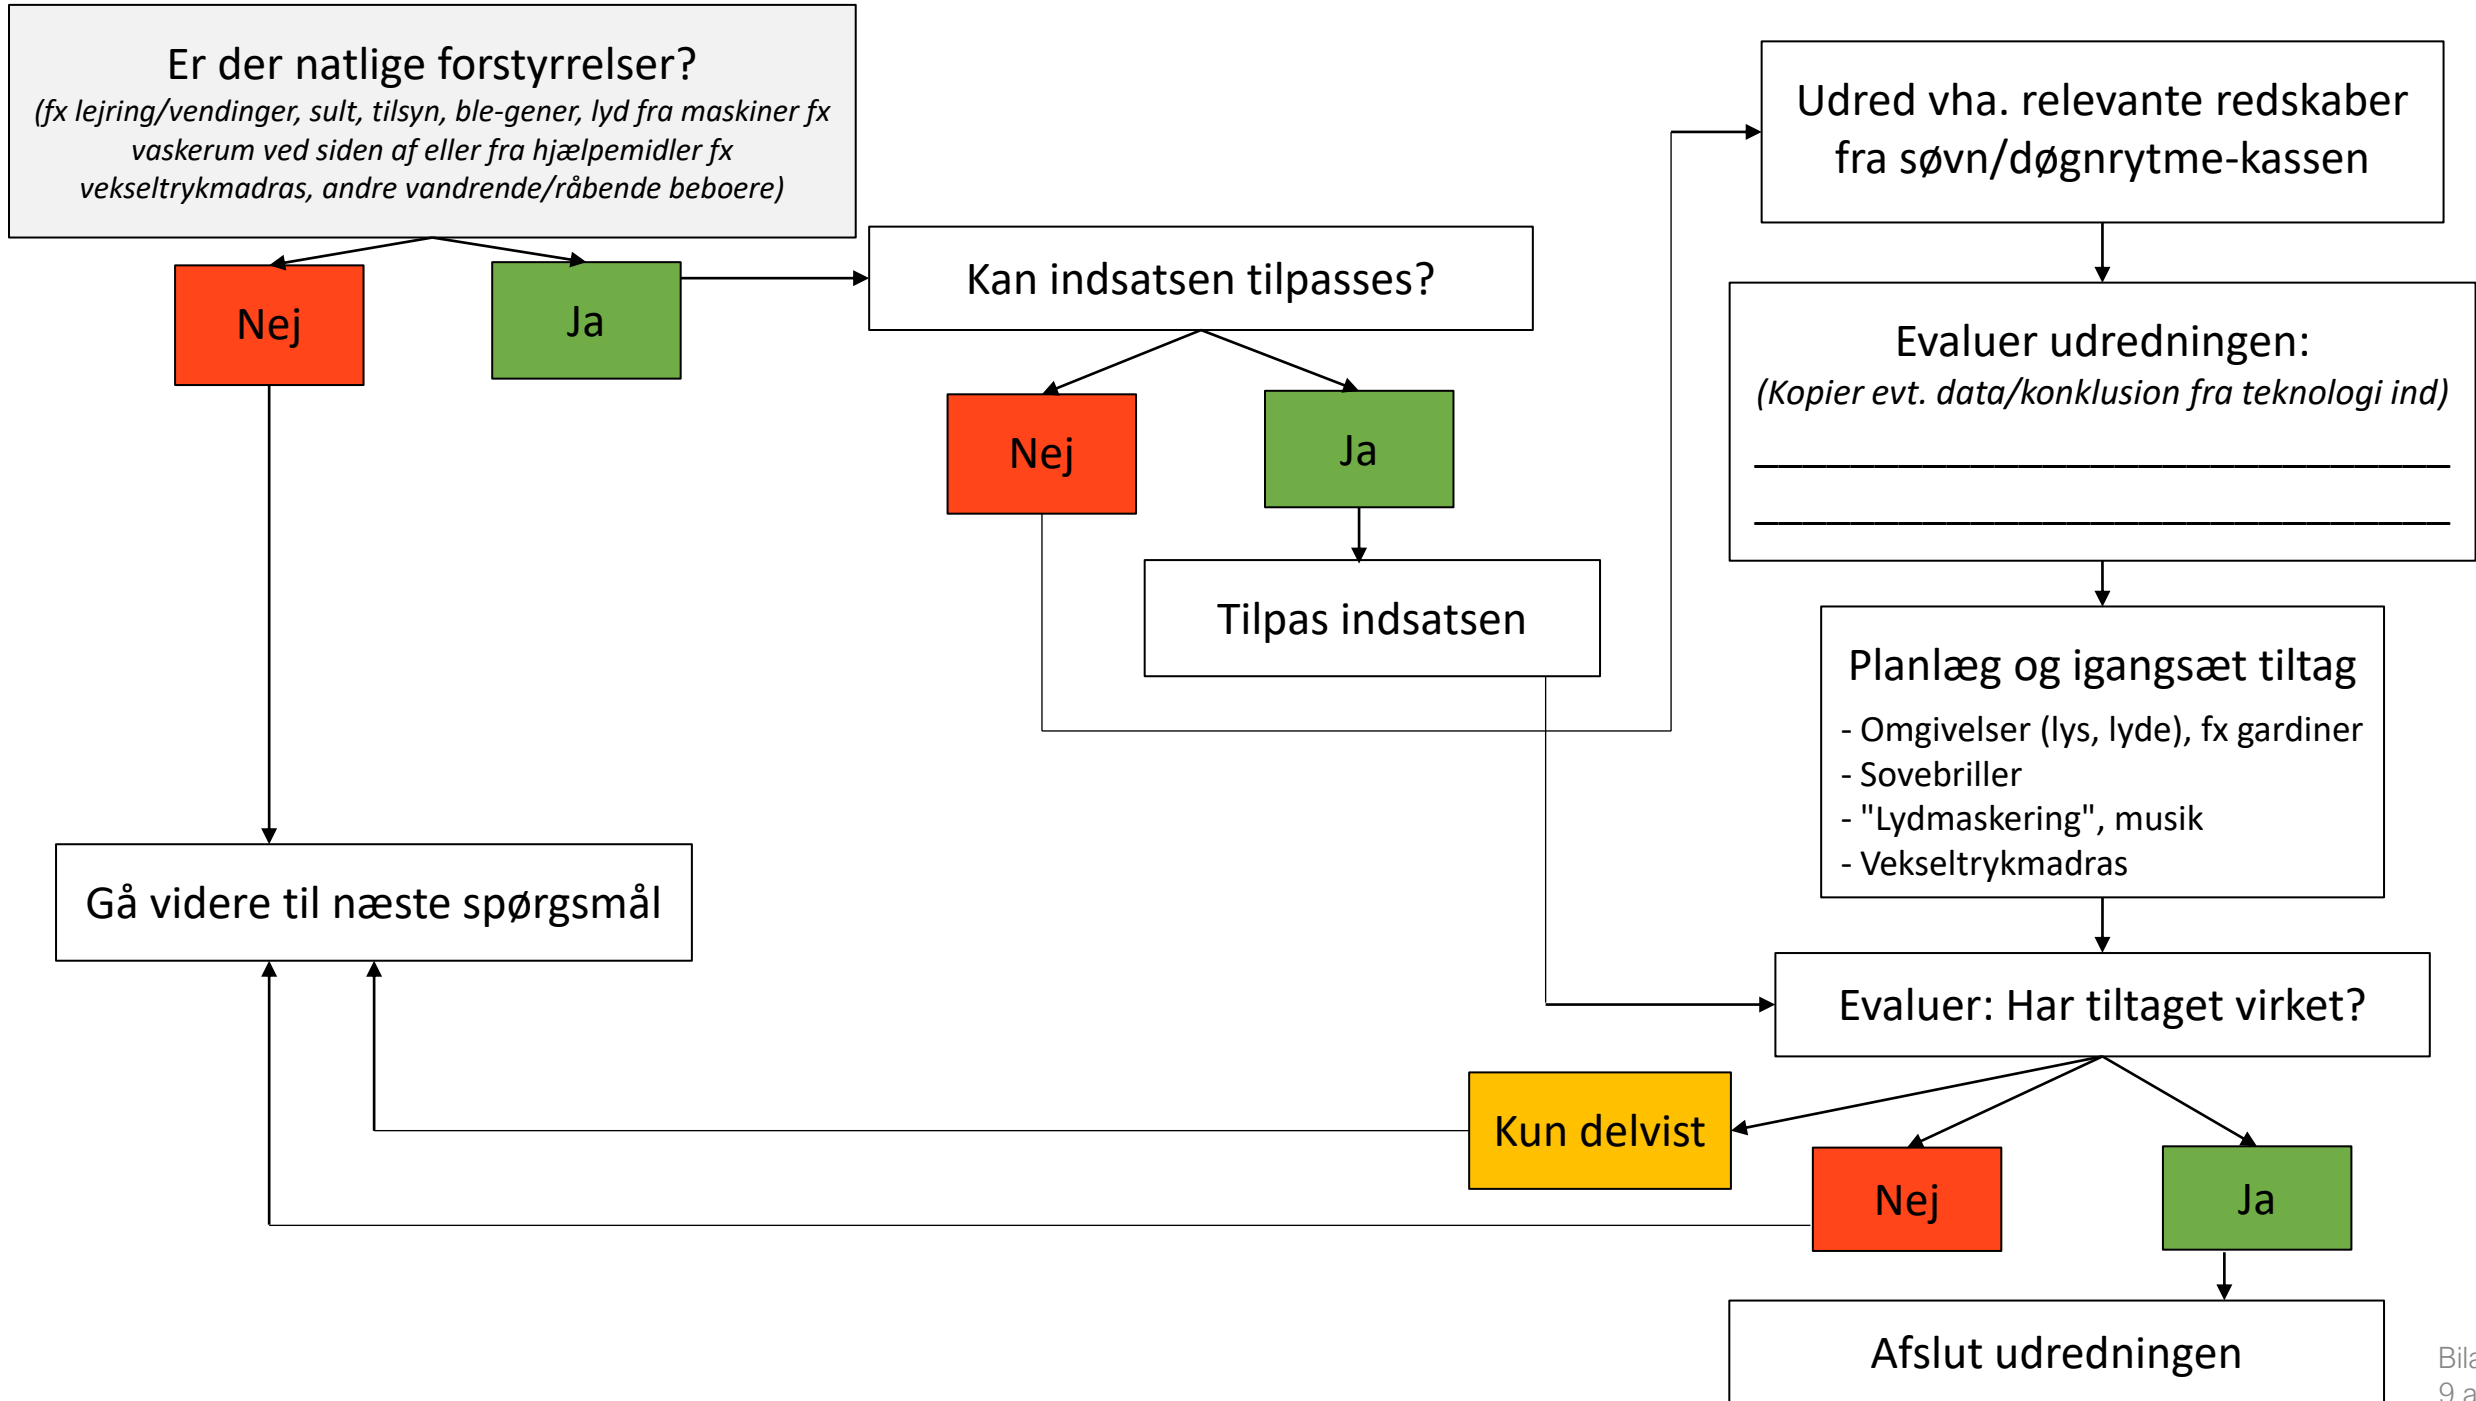 Er der natlige forstyrrelser?
(fx lejring/vendinger, sult, tilsyn, ble-gener, lyd fra maskiner fx
vaskerum ved siden af eller fra hjælpemidler fx
vekseltrykmadras, andre vandrende/råbende beboere)
Nej
Ja
Kan indsatsen tilpasses?
Nej
Ja
Tilpas indsatsen
Udred vha. relevante redskaber
fra søvn/døgnrytme-kassen
Evaluer udredningen:
(Kopier evt. data/konklusion fra teknologi ind)
Planlæg og igangsæt tiltag
- Omgivelser (lys, lyde), fx gardiner
- Sovebriller
- "Lydmaskering", musik
- Vekseltrykmadras
Gå videre til næste spørgsmål
Evaluer: Har tiltaget virket?
Kun delvist
Nej
Ja
Afslut udredningen
9